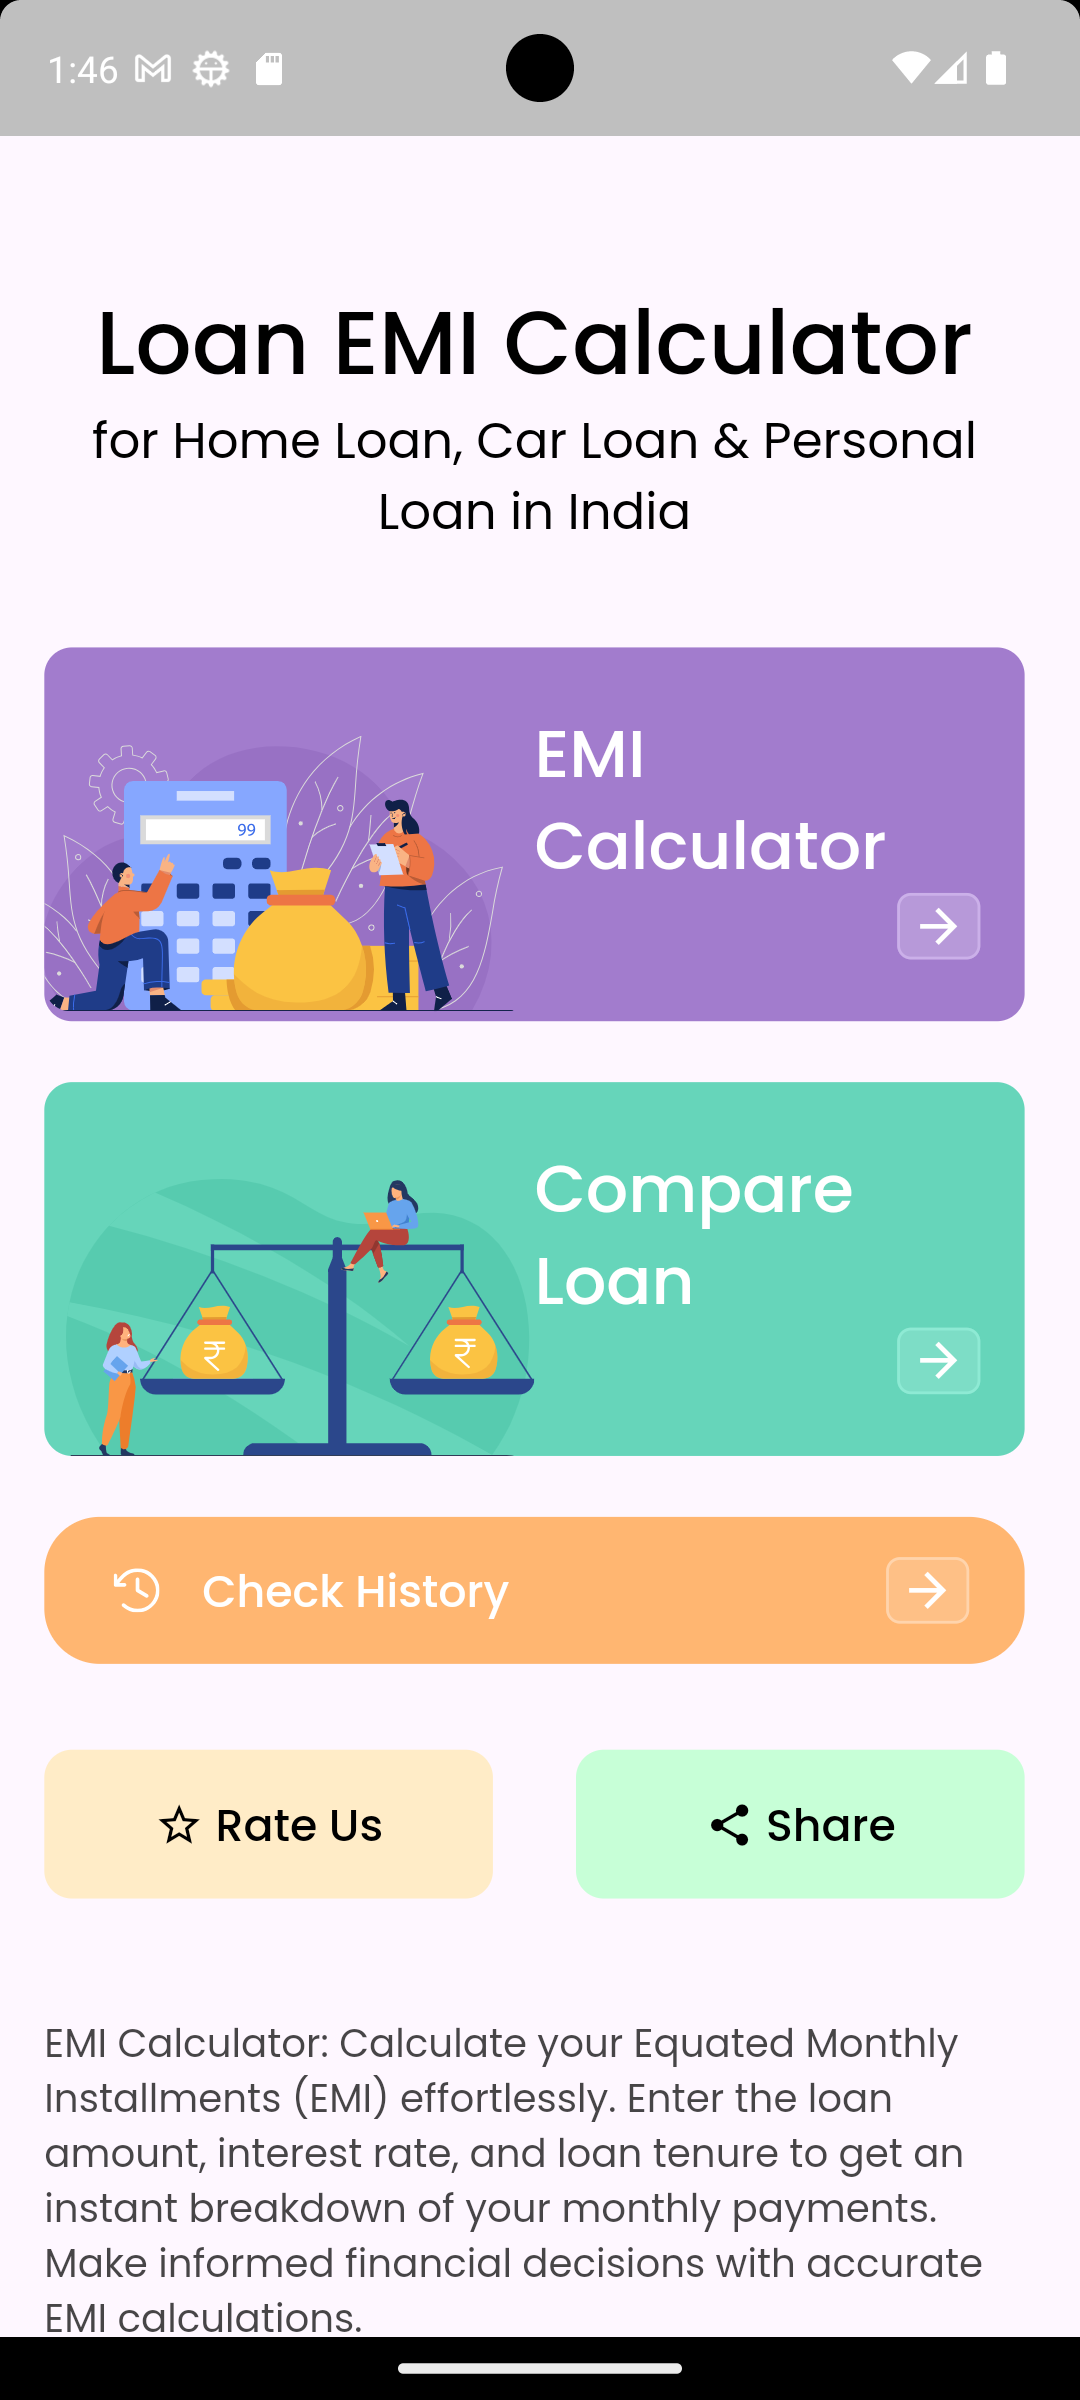 1:46
Loan EMI Calculator
for Home Loan, Car Loan & Personal
Loan in India
99
EMI
Calculator
Compare
Loan
₹ ₹
Check History
Rate Us
Share
EMI Calculator: Calculate your Equated Monthly
Installments (EMI) effortlessly. Enter the loan
amount, interest rate, and loan tenure to get an
instant breakdown of your monthly payments.
Make informed financial decisions with accurate
EMI calculations.